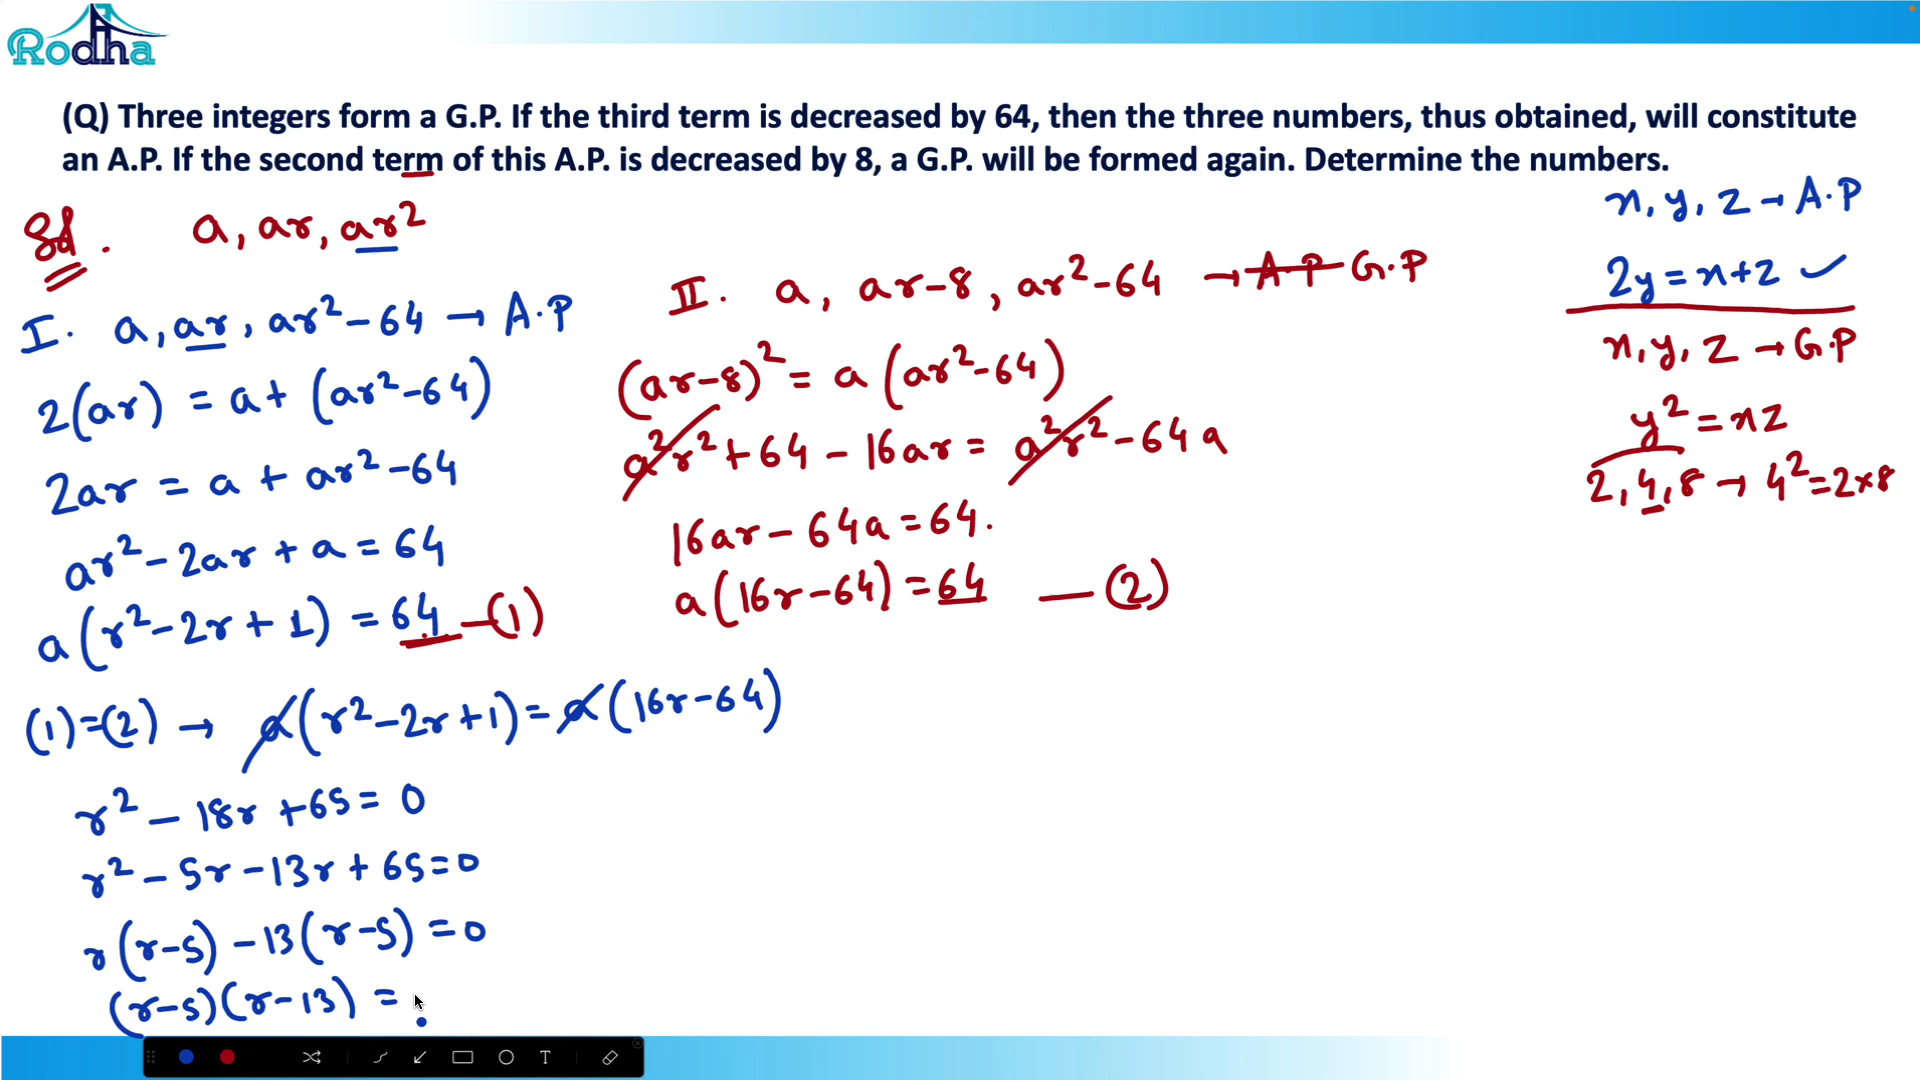 Rodha
(Q) Three integers form a G.P. If the third term is decreased by 64, then the three numbers, thus obtained, will constitute
an A.P. If the second term of this A.P. is decreased by 8, a G.P. will be formed again. Determine the numbers.
Sol. a, ar, ar²
I. a, ar, ar² - 64 → A.P
2(ar) = a + (ar² - 64)
2ar = a + ar² - 64
ar² - 2ar + a = 64
a(r² - 2r + 1) = 64 — (1)
II. a, ar - 8, ar² - 64 → A.P G.P
(ar - 8)² = a(ar² - 64)
a²r² + 64 - 16ar = a²r² - 64a
16ar - 64a = 64.
a(16r - 64) = 64 — (2)
x, y, z → A.P
2y = x + z ✓
x, y, z → G.P
y² = xz
2, 4, 8 → 4² = 2×8
(1) = (2) → a(r² - 2r + 1) = a(16r - 64)
r² - 18r + 65 = 0
r² - 5r - 13r + 65 = 0
r(r - 5) - 13(r - 5) = 0
(r - 5)(r - 13) =
T